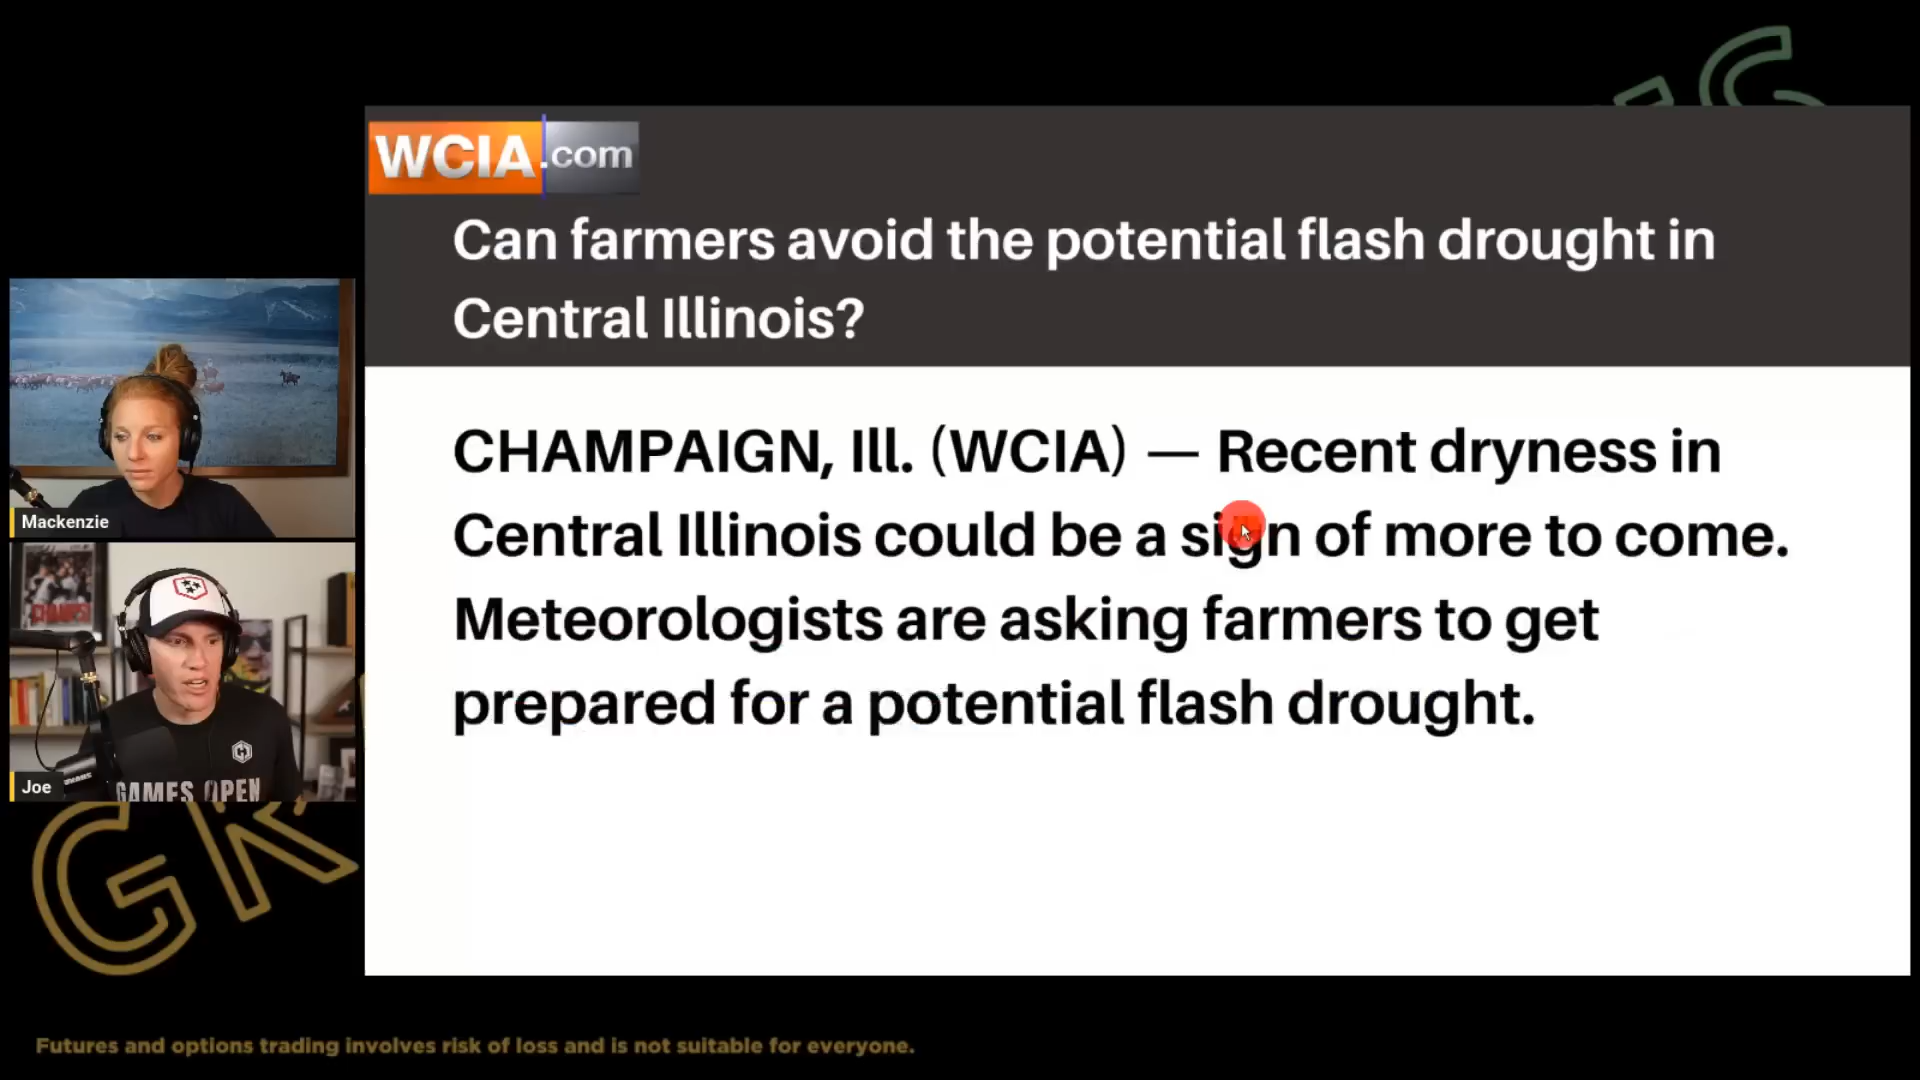 WCIA.com
Can farmers avoid the potential flash drought in
Central Illinois?
CHAMPAIGN, Ill. (WCIA) — Recent dryness in
Central Illinois could be a sign of more to come.
Meteorologists are asking farmers to get
prepared for a potential flash drought.
Mackenzie
CHAMPS!
Joe
GAMES OPEN
GR
Futures and options trading involves risk of loss and is not suitable for everyone.